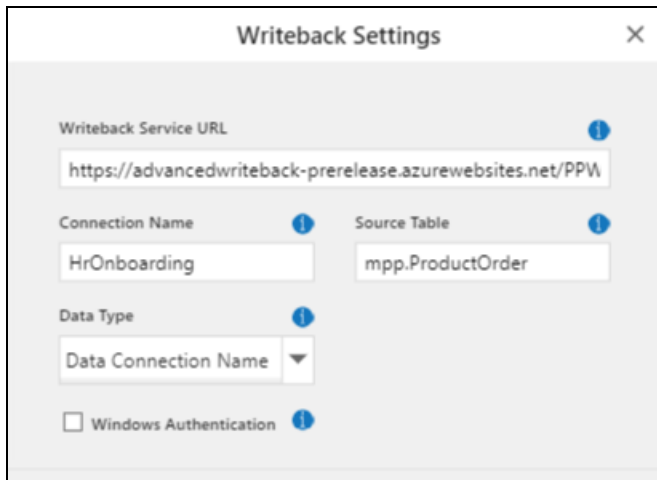 Writeback Settings
Writeback Service URL
https://advancedwriteback-prerelease.azurewebsites.net/PPW
Connection Name
Source Table
HrOnboarding
mpp.ProductOrder
Data Type
Data Connection Name
Windows Authentication